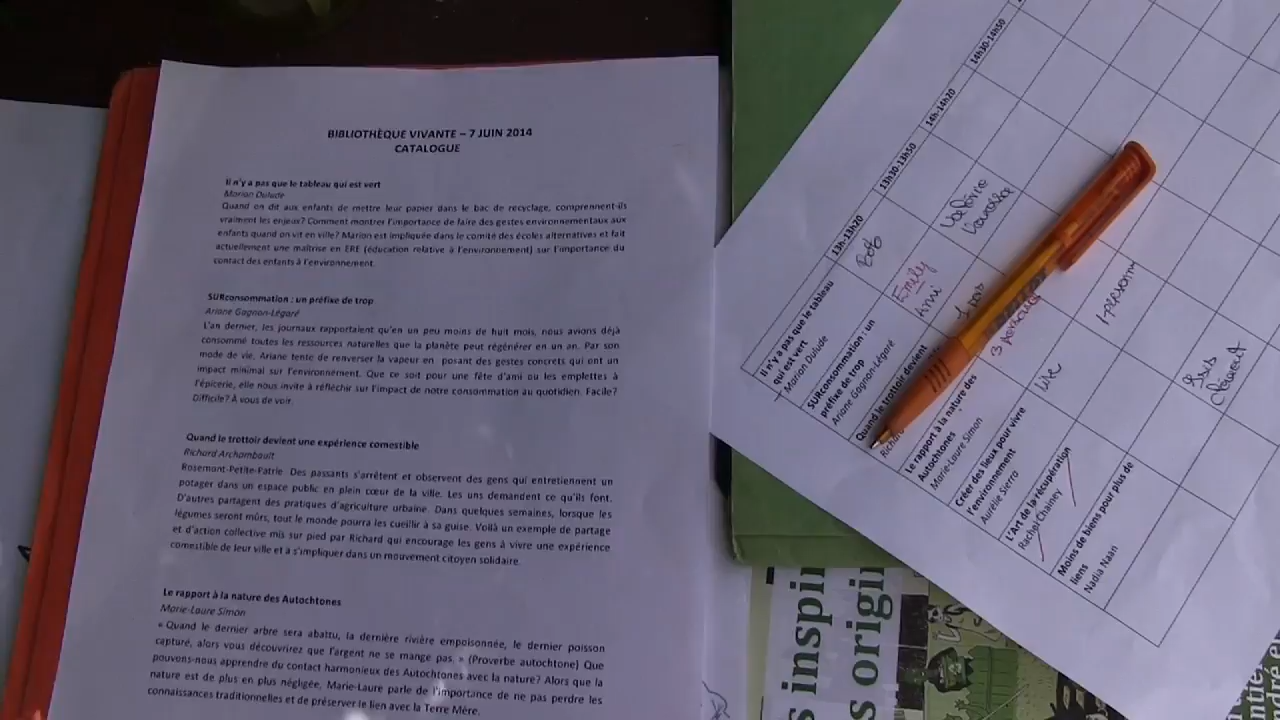 BIBLIOTHÈQUE VIVANTE – 7 JUIN 2014
CATALOGUE
Il n'y a pas que le tableau qui est vert
Marion Dulude
Quand on dit aux enfants de mettre leur papier dans le bac de recyclage, comprennent-ils
vraiment les enjeux? Comment montrer l'importance de faire des gestes environnementaux aux
enfants quand on vit en ville? Marion est impliquée dans le comité des écoles alternatives et fait
actuellement une maîtrise en ERE (éducation relative à l'environnement) sur l'importance du
contact des enfants à l'environnement.
SURconsommation : un préfixe de trop
Ariane Gagnon-Légaré
L'an dernier, les journaux rapportaient qu'en un peu moins de huit mois, nous avions déjà
consommé toutes les ressources naturelles que la planète peut régénérer en un an. Par son
mode de vie, Ariane tente de renverser la vapeur en posant des gestes concrets qui ont un
impact minimal sur l'environnement. Que ce soit pour une fête d'ami ou les emplettes à
l'épicerie, elle nous invite à réfléchir sur l'impact de notre consommation au quotidien. Facile?
Difficile? À vous de voir.
Quand le trottoir devient une expérience comestible
Richard Archambault
Rosemont-Petite-Patrie. Des passants s'arrêtent et observent des gens qui entretiennent un
potager dans un espace public en plein cœur de la ville. Les uns demandent ce qu'ils font.
D'autres partagent des pratiques d'agriculture urbaine. Dans quelques semaines, lorsque les
légumes seront mûrs, tout le monde pourra les cueillir à sa guise. Voilà un exemple de partage
et d'action collective mis sur pied par Richard qui encourage les gens à vivre une expérience
comestible de leur ville et à s'impliquer dans un mouvement citoyen solidaire.
Le rapport à la nature des Autochtones
Marie-Laure Simon
« Quand le dernier arbre sera abattu, la dernière rivière empoisonnée, le dernier poisson
capturé, alors vous découvrirez que l'argent ne se mange pas. » (Proverbe autochtone) Que
pouvons-nous apprendre du contact harmonieux des Autochtones avec la nature? Alors que la
nature est de plus en plus négligée, Marie-Laure parle de l'importance de ne pas perdre les
connaissances traditionnelles et de préserver le lien avec la Terre Mère.
13h-13h20
13h30-13h50
14h-14h20
14h30-14h50
Il n'y a pas que le tableau
qui est vert
Marion Dulude
Bob
SURconsommation : un
préfixe de trop
Ariane Gagnon-Légaré
Emily
Ami
Quand le trottoir devient
Richard
Le rapport à la nature des
Autochtones
Marie-Laure Simon
3
Créer des lieux pour vivre
l'environnement
Aurélie Sierro
L'Art de la récupération
Rachel Chainey
Moins de biens pour plus de
liens
Nadia Naan
s inspir
s origi